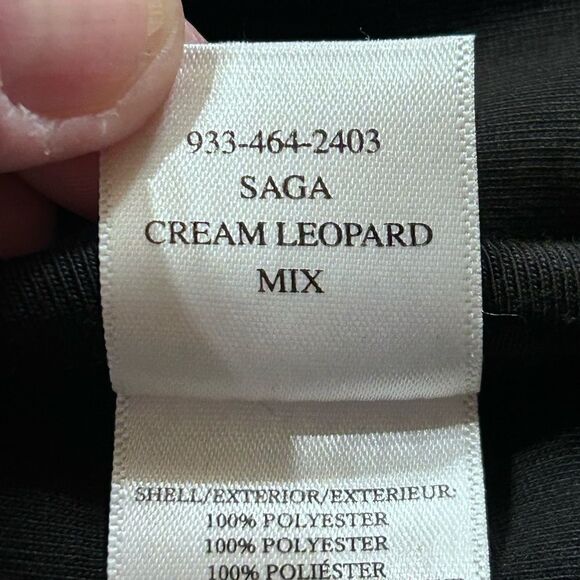 933-464-2403
SAGA
CREAM LEOPARD
MIX
SHELL/EXTERIOR/EXTERIEUR:
100% POLYESTER
100% POLYESTER
100% POLIÉSTER